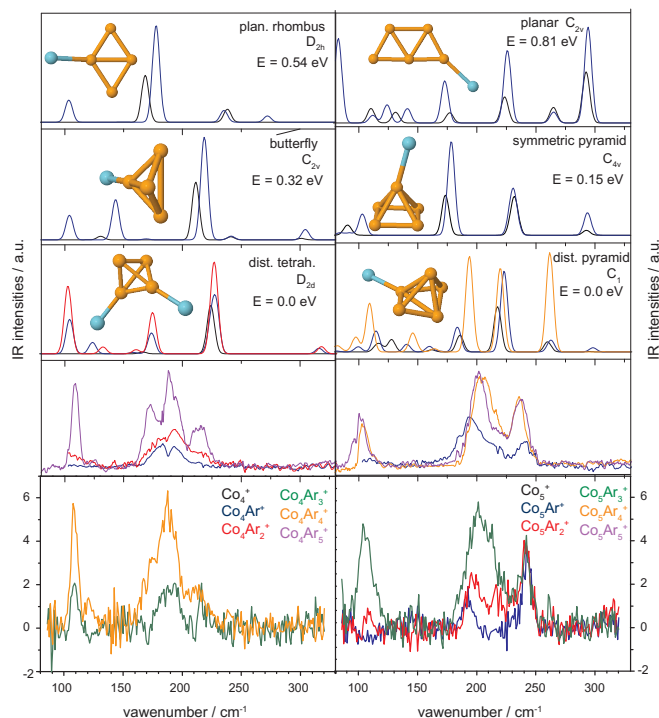 plan. rhombus
D2h
E = 0.54 eV
planar C2v
E = 0.81 eV
butterfly
C2v
E = 0.32 eV
symmetric pyramid
C4v
E = 0.15 eV
dist. tetrah.
D2d
E = 0.0 eV
dist. pyramid
C1
E = 0.0 eV
IR intensities / a.u.
IR intensities / a.u.
Co4+ Co4Ar3+
Co4Ar+ Co4Ar4+
Co4Ar2+ Co4Ar5+
Co5+ Co5Ar3+
Co5Ar+ Co5Ar4+
Co5Ar2+ Co5Ar5+
6
4
2
0
-2
6
4
2
0
-2
100 150 200 250 300
100 150 200 250 300
vawenumber / cm-1
vawenumber / cm-1